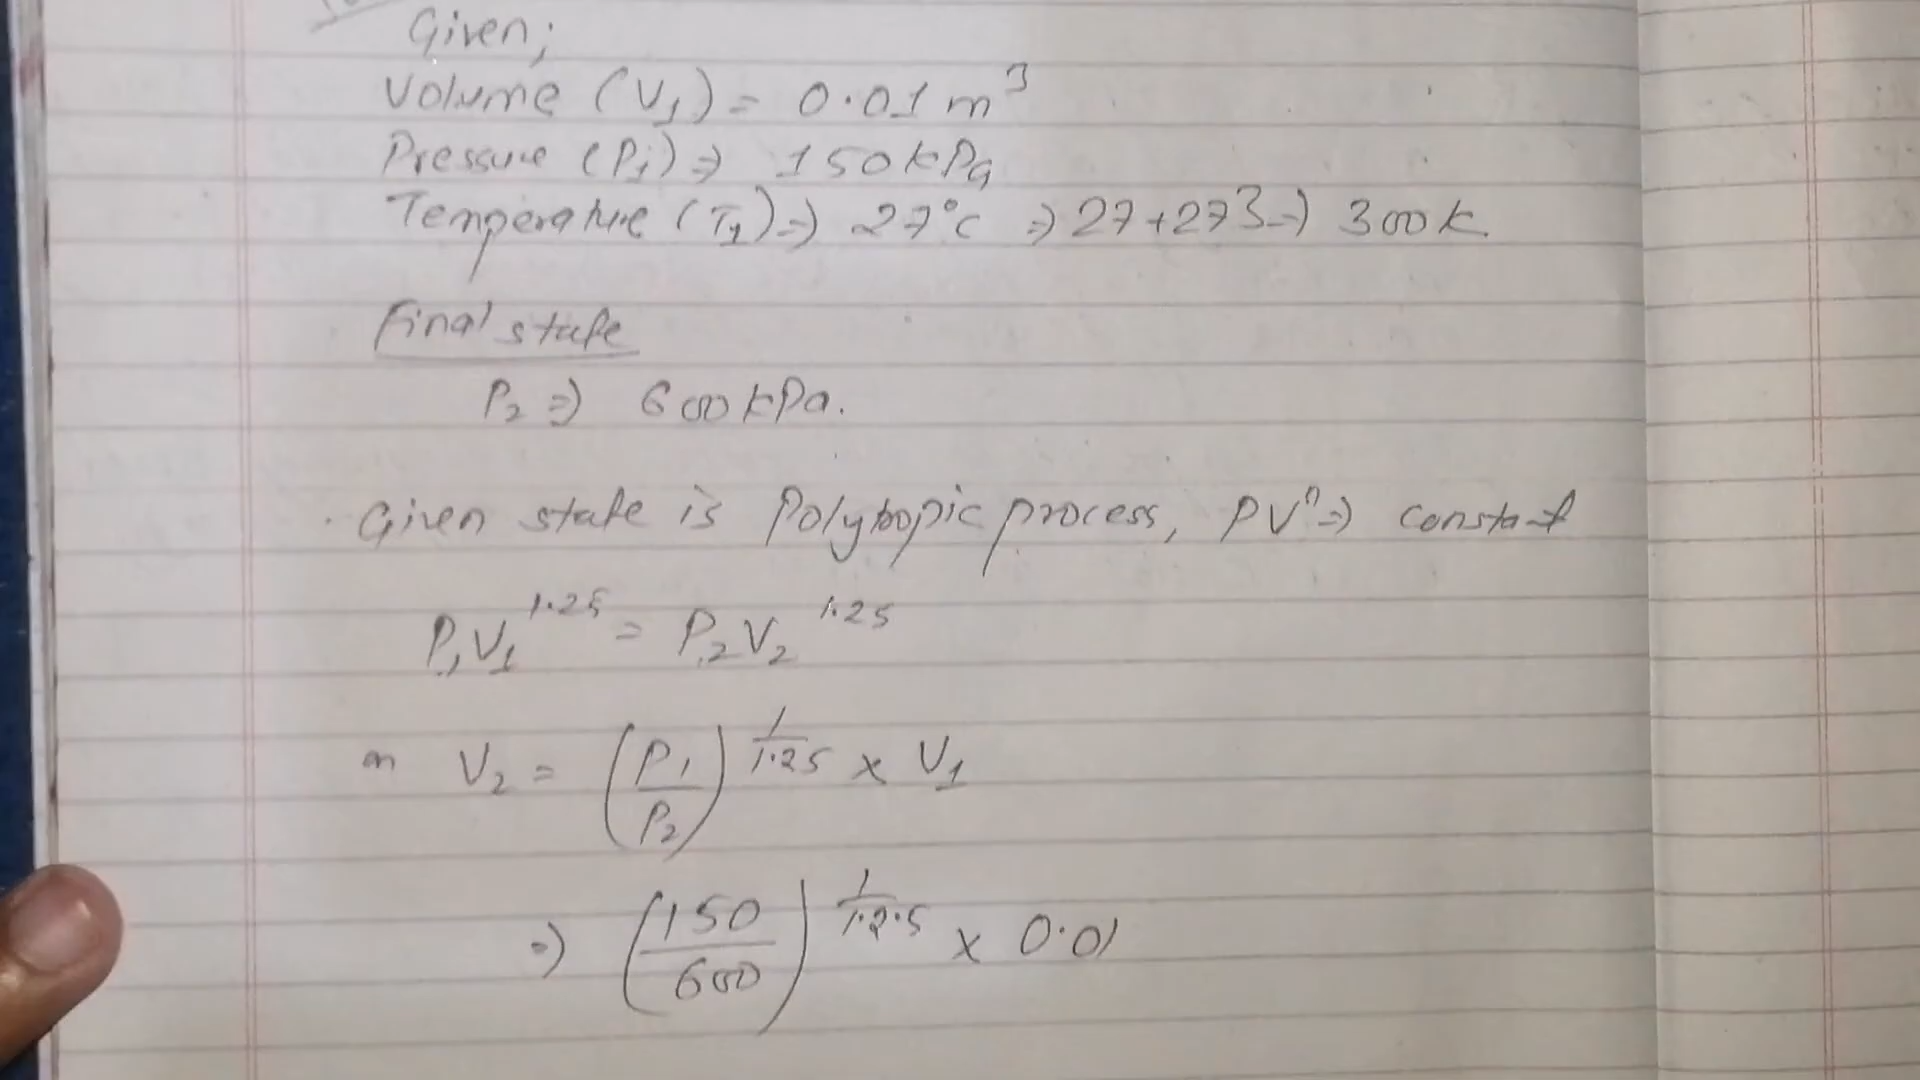 Given;
Volume (V₁) = 0.01 m³
Pressure (P₁) ⇒ 150 kPa
Temperature (T₁) ⇒ 27°C ⇒ 27+273 ⇒ 300 K
Final state
P₂ ⇒ 600 kPa.
Given state is Polytropic process, PVⁿ ⇒ constant
P₁V₁^1.25 = P₂V₂^1.25
or V₂ = (P₁/P₂)^(1/1.25) × V₁
⇒ (150/600)^(1/1.25) × 0.01